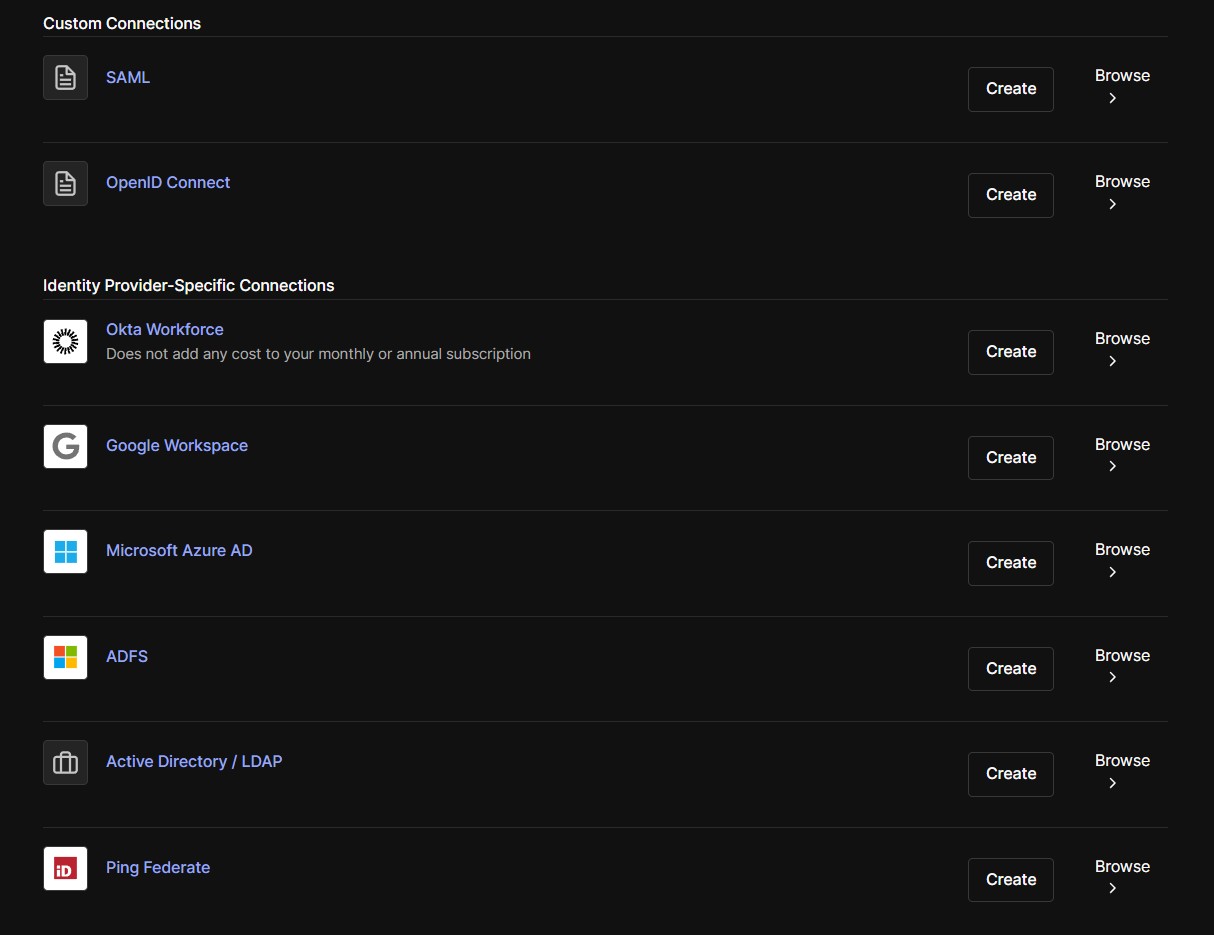 Custom Connections
SAML
Create
Browse
OpenID Connect
Create
Browse
Identity Provider-Specific Connections
Okta Workforce
Does not add any cost to your monthly or annual subscription
Create
Browse
G
Google Workspace
Create
Browse
Microsoft Azure AD
Create
Browse
ADFS
Create
Browse
Active Directory / LDAP
Create
Browse
iD
Ping Federate
Create
Browse